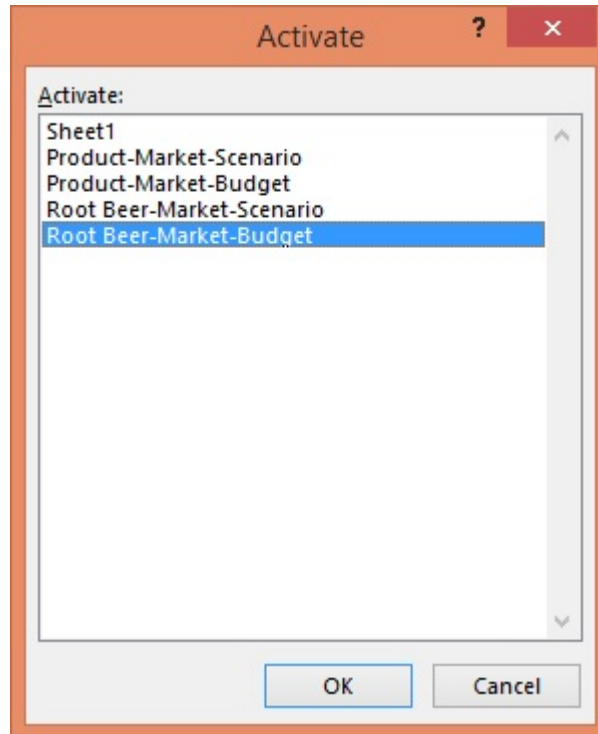 Activate
?
×
Activate:
Sheet1
Product-Market-Scenario
Product-Market-Budget
Root Beer-Market-Scenario
Root Beer-Market-Budget
OK
Cancel